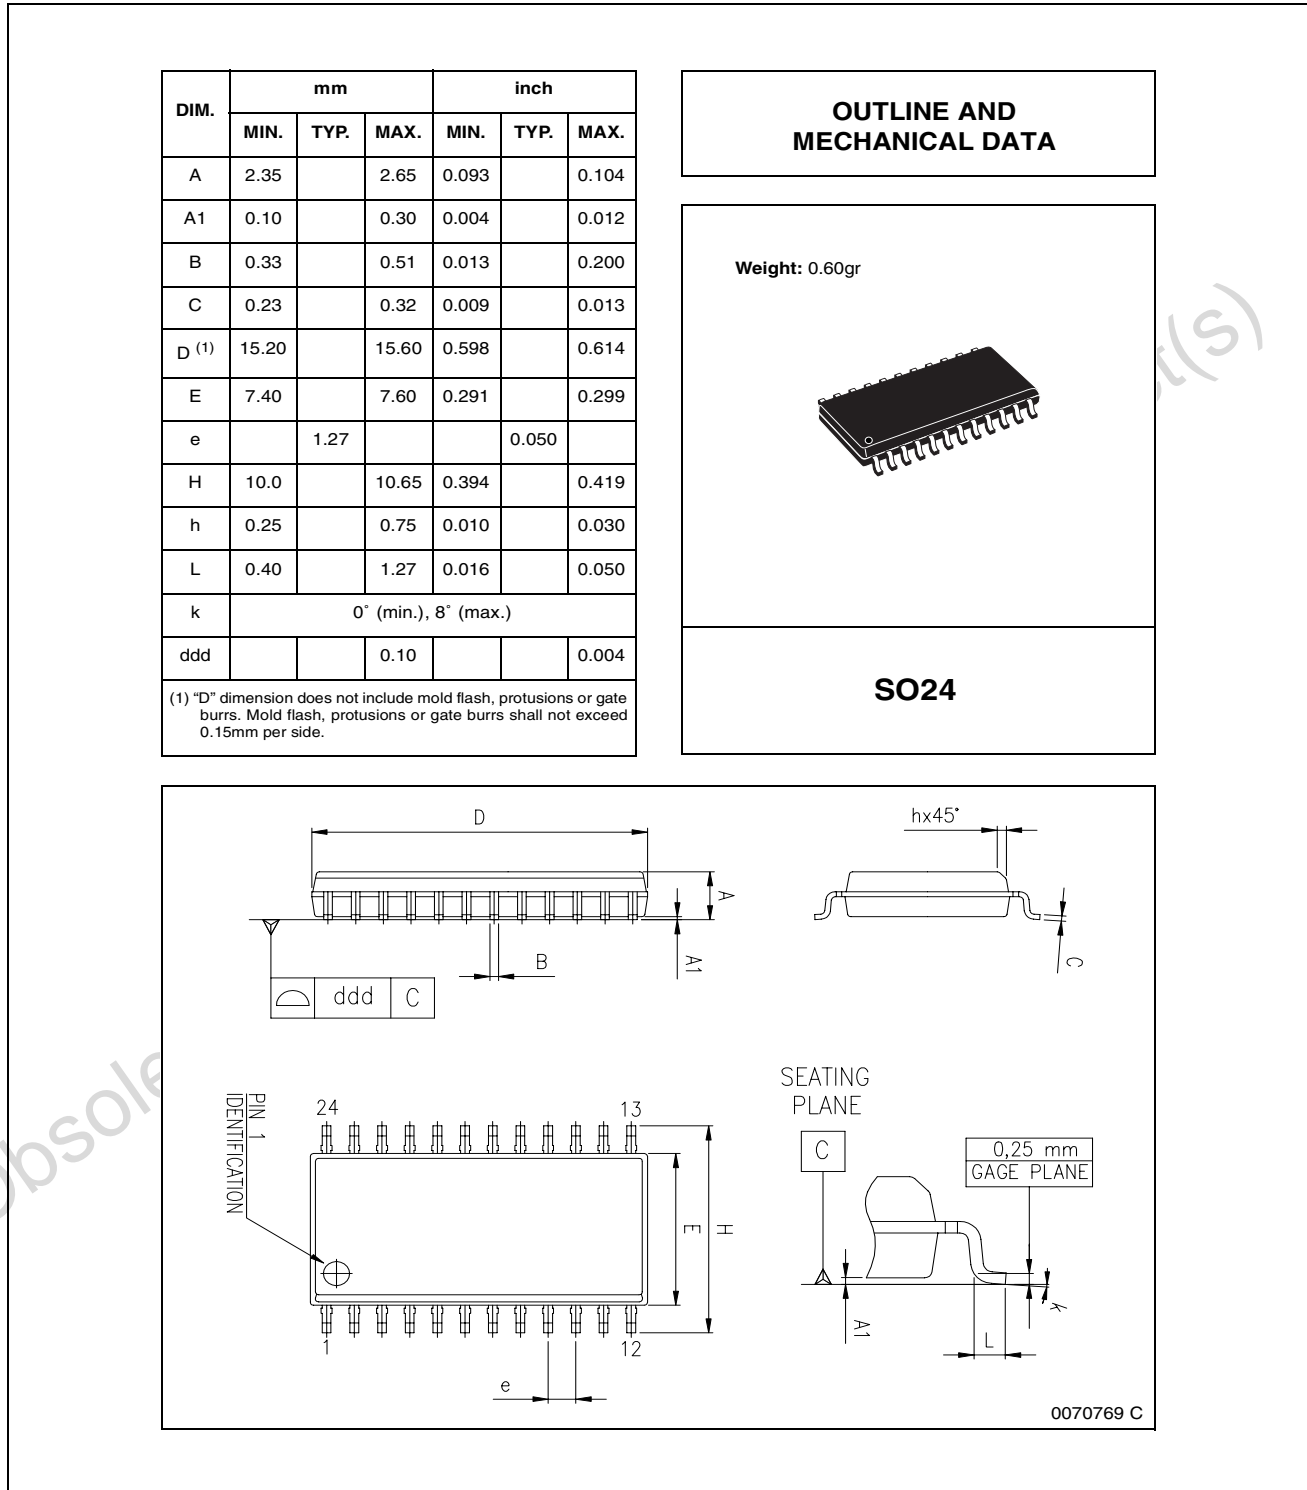 DIM. mm inch
MIN. TYP. MAX. MIN. TYP. MAX.
A 2.35 2.65 0.093 0.104
A1 0.10 0.30 0.004 0.012
B 0.33 0.51 0.013 0.200
C 0.23 0.32 0.009 0.013
D (1) 15.20 15.60 0.598 0.614
E 7.40 7.60 0.291 0.299
e 1.27 0.050
H 10.0 10.65 0.394 0.419
h 0.25 0.75 0.010 0.030
L 0.40 1.27 0.016 0.050
k 0˚ (min.), 8˚ (max.)
ddd 0.10 0.004
(1) “D” dimension does not include mold flash, protusions or gate
burrs. Mold flash, protusions or gate burrs shall not exceed
0.15mm per side.
OUTLINE AND
MECHANICAL DATA
Weight: 0.60gr
SO24
D
hx45°
A
A1
B
C
ddd C
PIN 1
IDENTIFICATION
24 13
E
H
1 12
e
SEATING
PLANE
C
0,25 mm
GAGE PLANE
A1
L
k
0070769 C